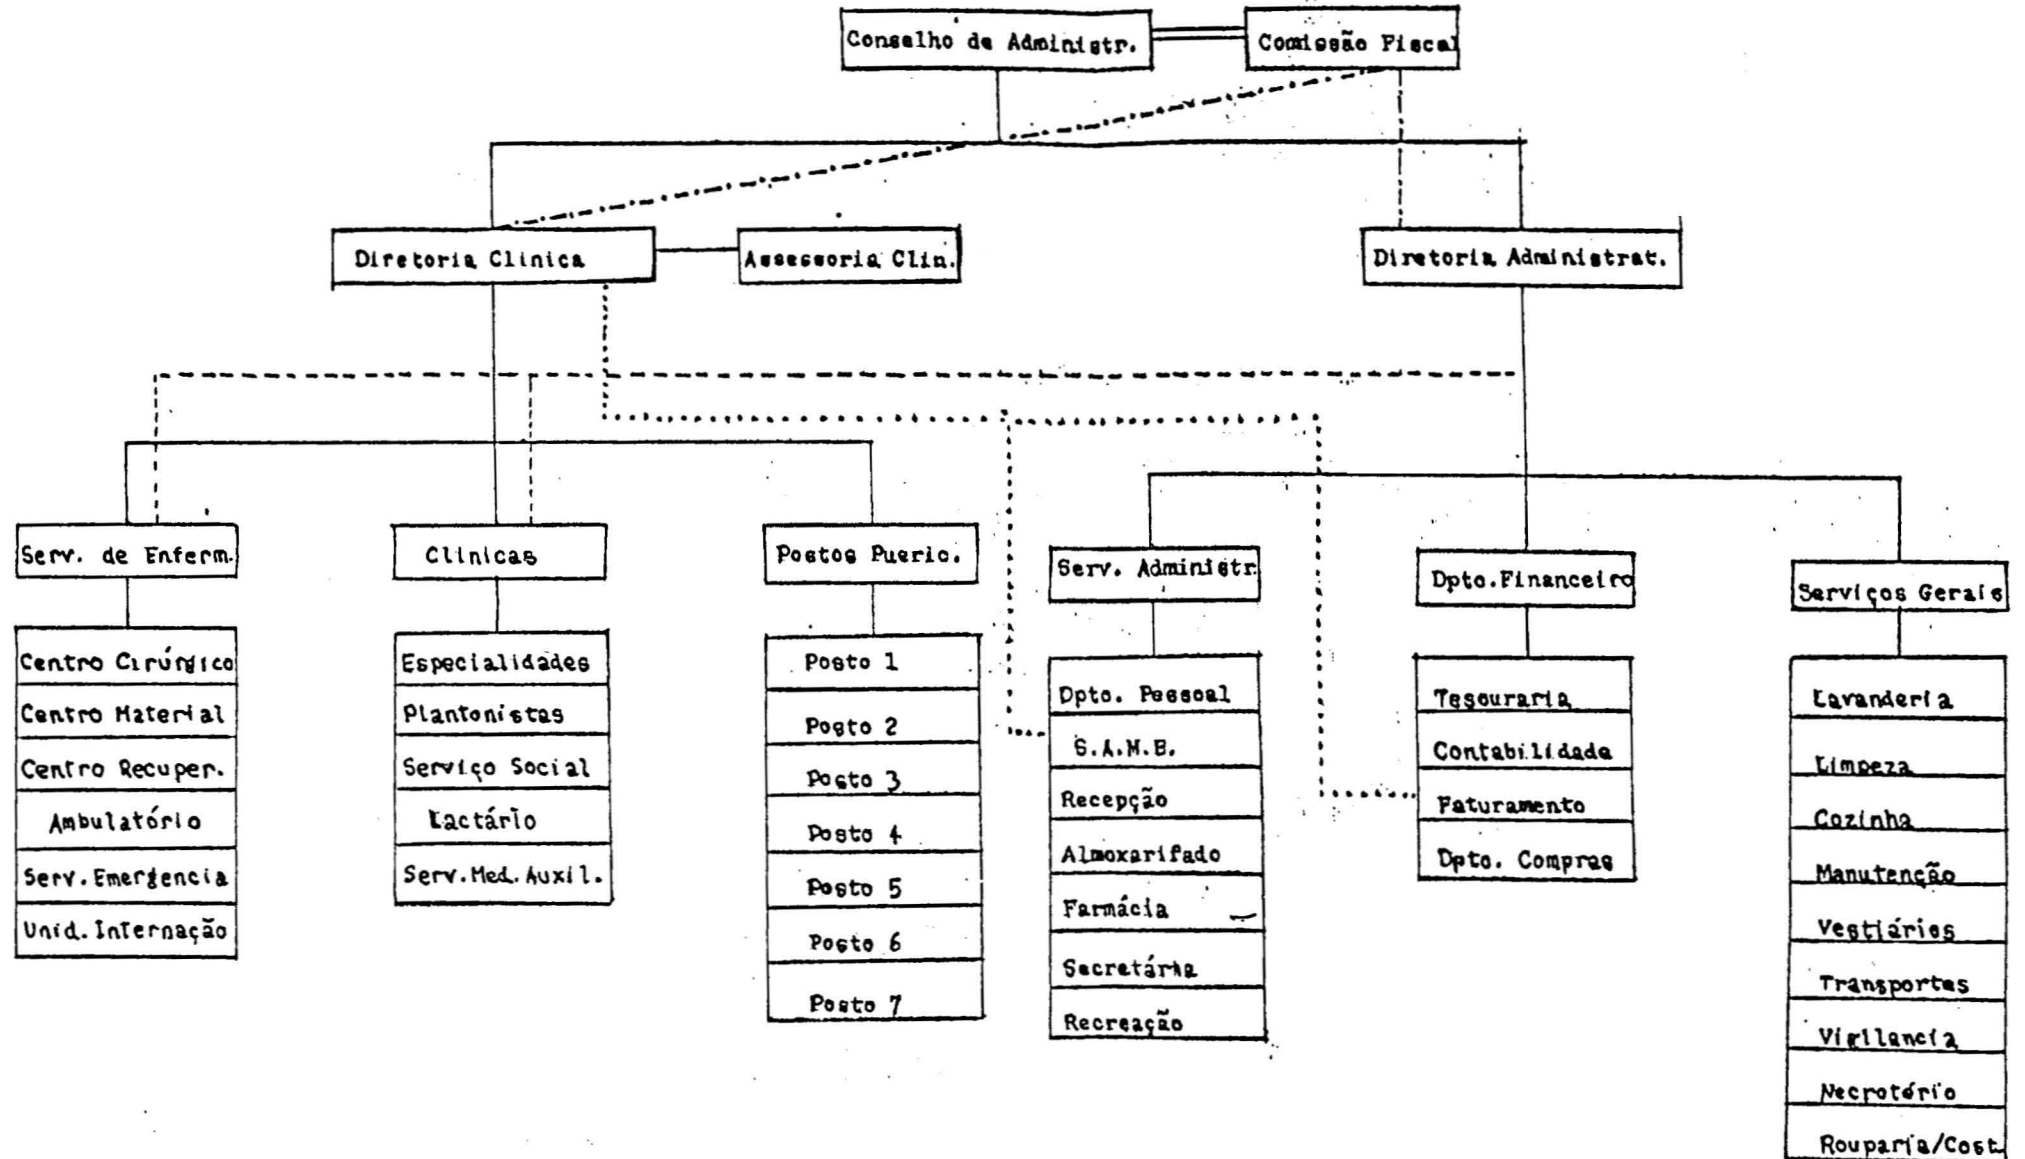 Conselho de Administr.
Comissão Fiscal
Diretoria Clinica
Assessoria Clin.
Diretoria Administrat.
Serv. de Enferm.
Centro Cirúrgico
Centro Material
Centro Recuper.
Ambulatório
Serv. Emergencia
Unid. Internação
Clinicas
Especialidades
Plantonistas
Serviço Social
Lactário
Serv. Med. Auxil.
Postos Pueric.
Posto 1
Posto 2
Posto 3
Posto 4
Posto 5
Posto 6
Posto 7
Serv. Administr.
Dpto. Pessoal
S.A.M.E.
Recepção
Almoxarifado
Farmácia
Secretária
Recreação
Dpto. Financeiro
Tesouraria
Contabilidade
Faturamento
Dpto. Compras
Serviços Gerais
Lavanderia
Limpeza
Cozinha
Manutenção
Vestiários
Transportes
Vigilancia
Necrotério
Rouparia/Cost.